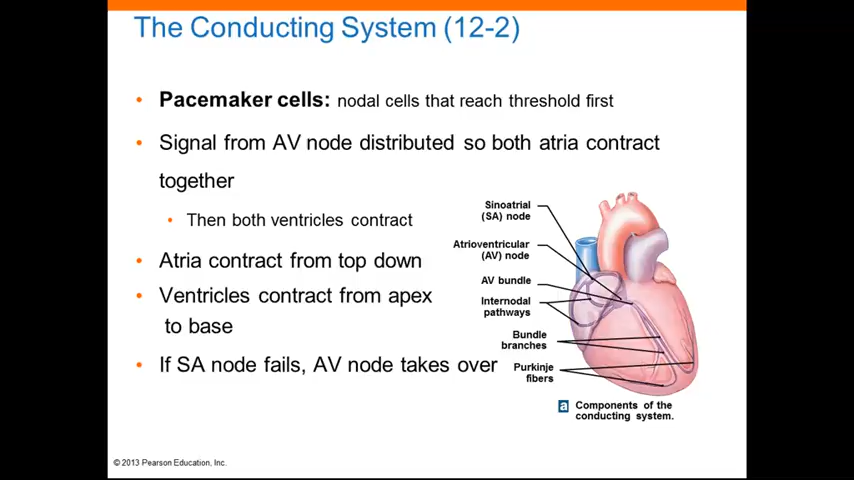 The Conducting System (12-2)
• Pacemaker cells: nodal cells that reach threshold first
• Signal from AV node distributed so both atria contract
together
• Then both ventricles contract
• Atria contract from top down
• Ventricles contract from apex
to base
• If SA node fails, AV node takes over
Sinoatrial
(SA) node
Atrioventricular
(AV) node
AV bundle
Internodal
pathways
Bundle
branches
Purkinje
fibers
a Components of the
conducting system.
© 2013 Pearson Education, Inc.